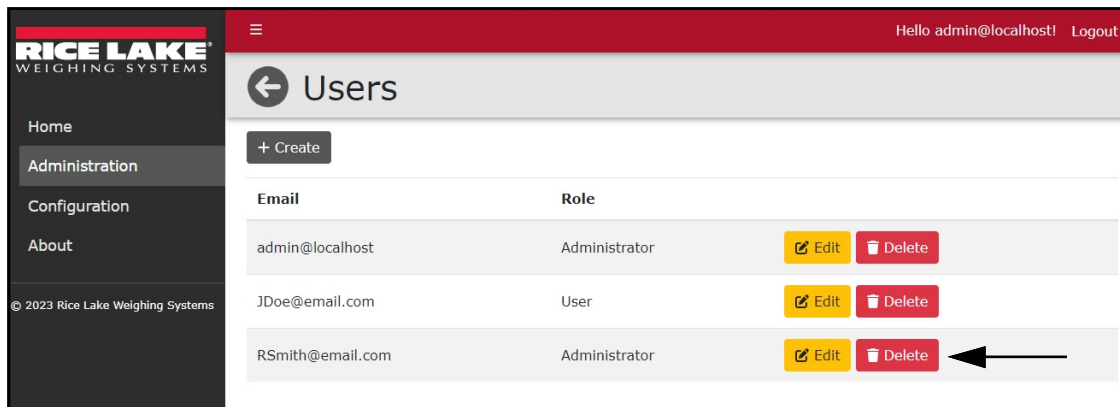 RICE LAKE®
WEIGHING SYSTEMS
Home
Administration
Configuration
About
© 2023 Rice Lake Weighing Systems
Hello admin@localhost! Logout
Users
+ Create
Email Role
admin@localhost Administrator Edit Delete
JDoe@email.com User Edit Delete
RSmith@email.com Administrator Edit Delete